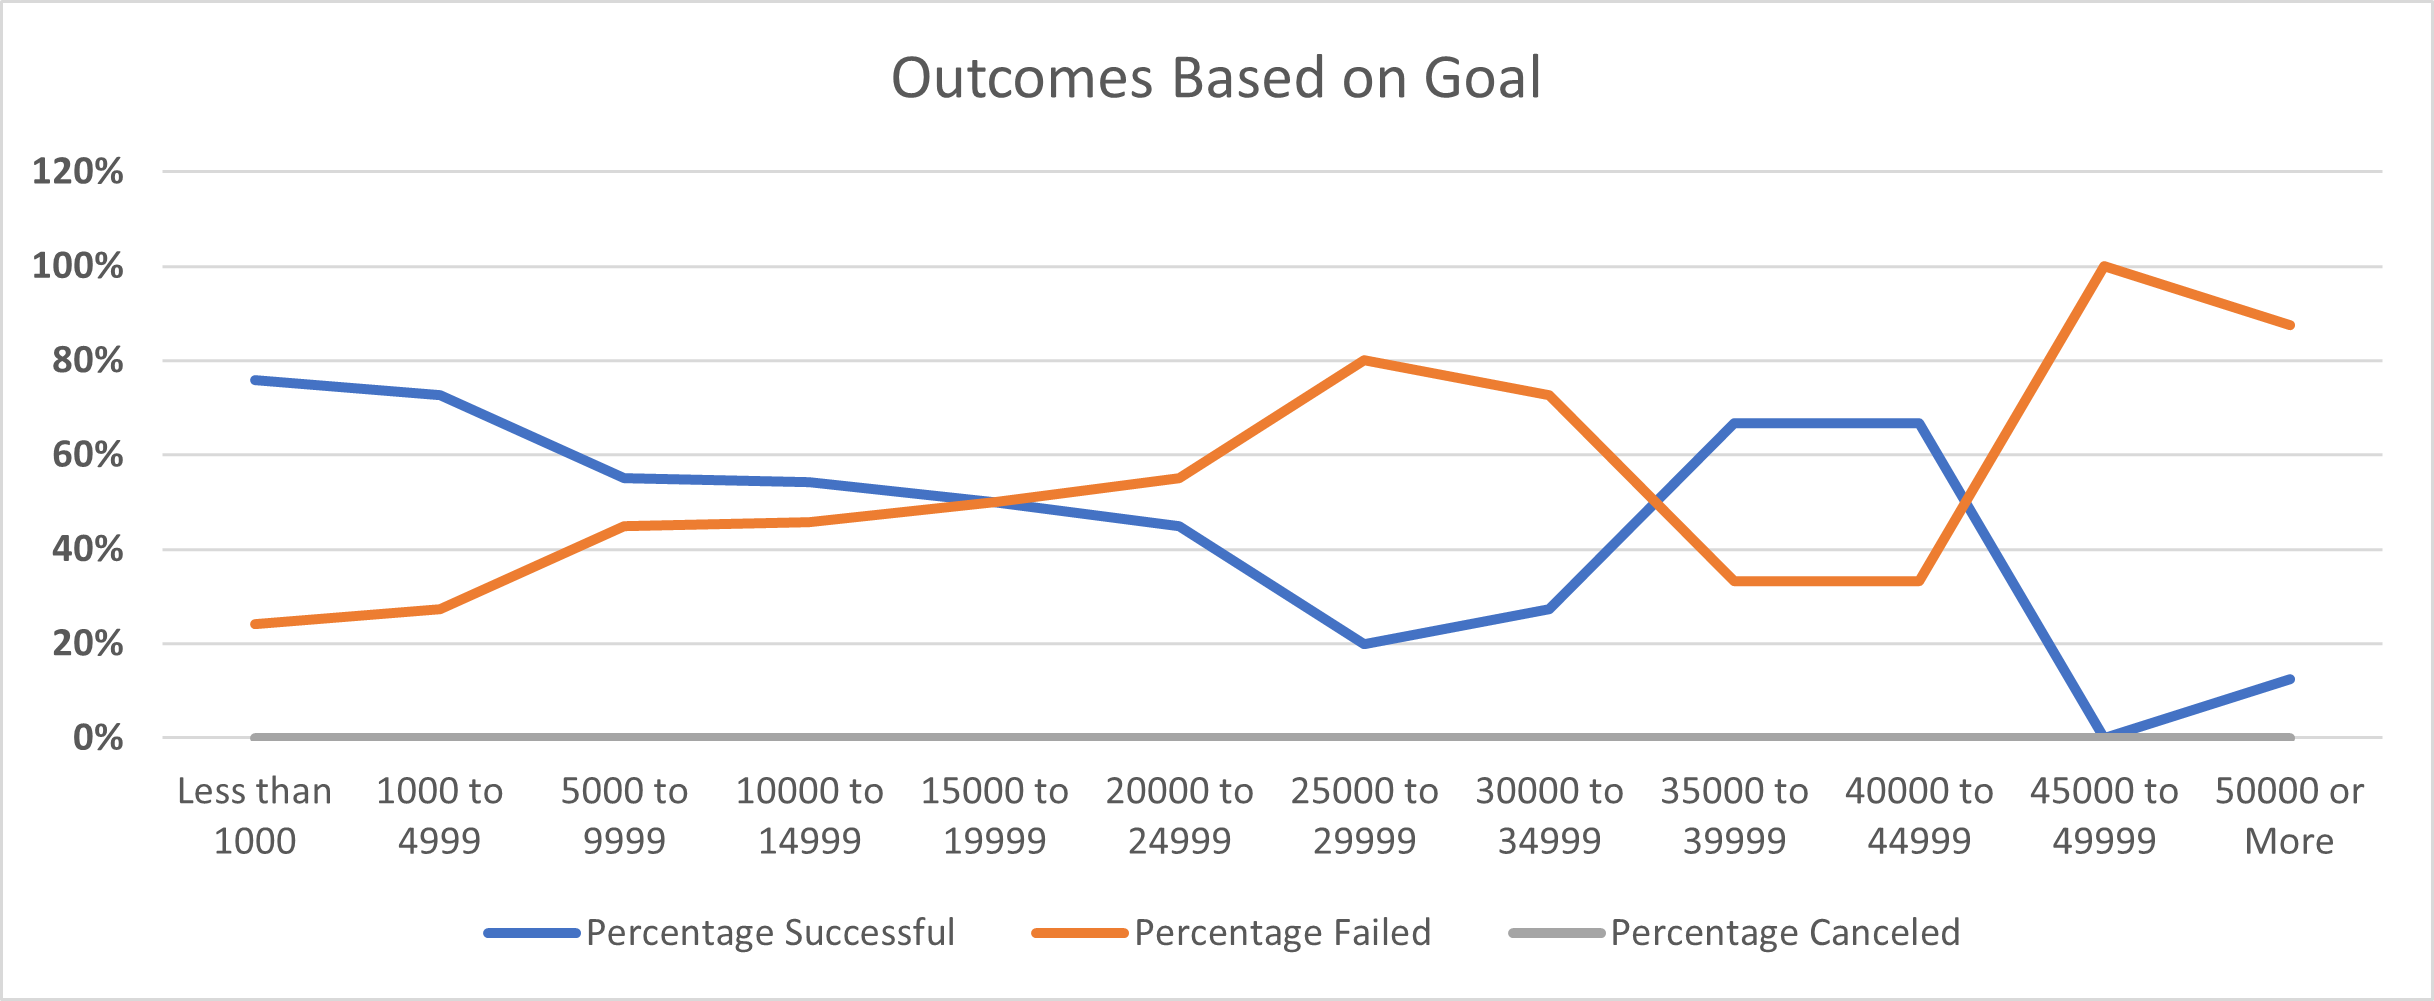 Outcomes Based on Goal
120%
100%
80%
60%
40%
20%
0%
Less than 1000 to 5000 to 10000 to 15000 to 20000 to 25000 to 30000 to 35000 to 40000 to 45000 to 50000 or
1000 4999 9999 14999 19999 24999 29999 34999 39999 44999 49999 More
Percentage Successful Percentage Failed Percentage Canceled